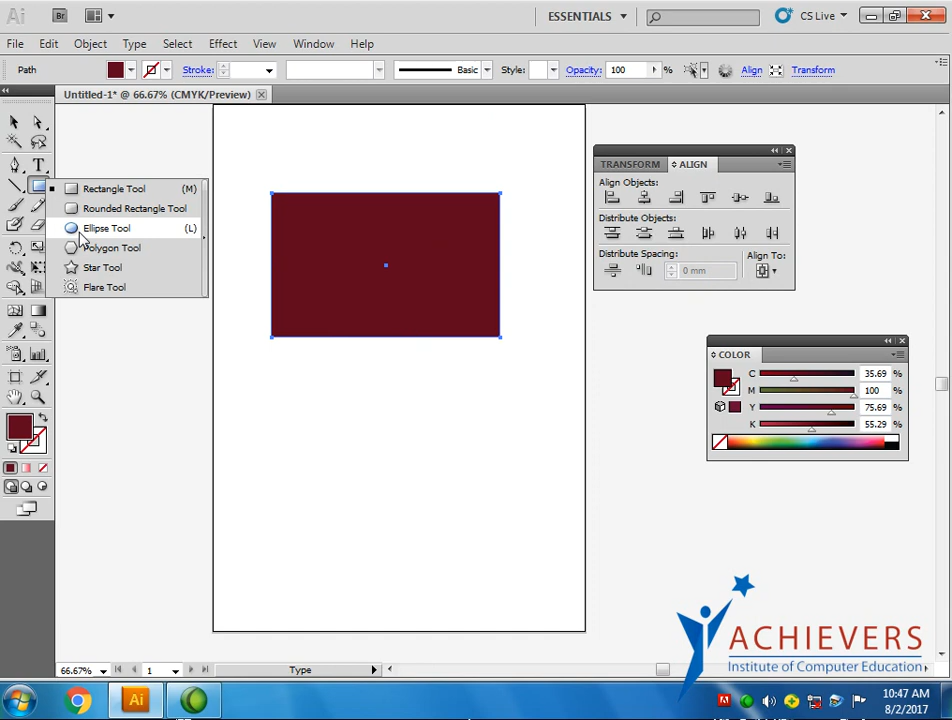 Ai Br ESSENTIALS CS Live
File Edit Object Type Select Effect View Window Help
Path Stroke: Basic Style: Opacity: 100 % Align Transform
Untitled-1* @ 66.67% (CMYK/Preview)
TRANSFORM ALIGN
Align Objects:
Distribute Objects:
Distribute Spacing: Align To:
0 mm
Rectangle Tool (M)
Rounded Rectangle Tool
Ellipse Tool (L)
Polygon Tool
Star Tool
Flare Tool
COLOR
C 35.69 %
M 100 %
Y 75.69 %
K 55.29 %
66.67% 1 Type
ACHIEVERS
Institute of Computer Education
Ai
10:47 AM
8/2/2017